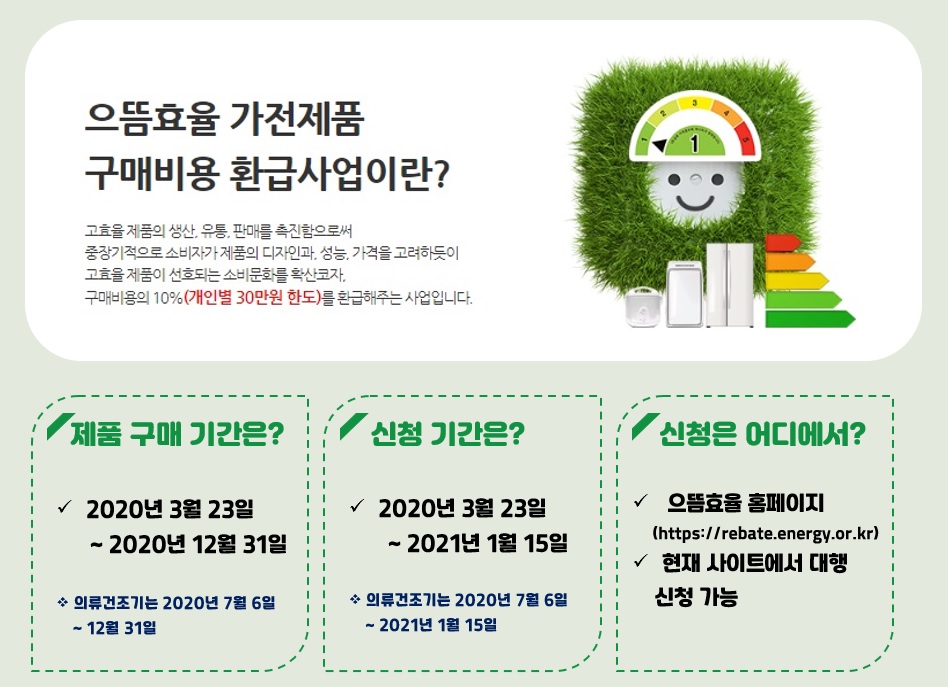 으뜸효율 가전제품
구매비용 환급사업이란?
고효율 제품의 생산, 유통, 판매를 촉진함으로써
중장기적으로 소비자가 제품의 디자인과, 성능, 가격을 고려하듯이
고효율 제품이 선호되는 소비문화를 확산코자,
구매비용의 10%(개인별 30만원 한도)를 환급해주는 사업입니다.
1 2 3 4 5
1
제품 구매 기간은?
✓ 2020년 3월 23일
~ 2020년 12월 31일
❖ 의류건조기는 2020년 7월 6일
~ 12월 31일
신청 기간은?
✓ 2020년 3월 23일
~ 2021년 1월 15일
❖ 의류건조기는 2020년 7월 6일
~ 2021년 1월 15일
신청은 어디에서?
✓ 으뜸효율 홈페이지
(https://rebate.energy.or.kr)
✓ 현재 사이트에서 대행
신청 가능